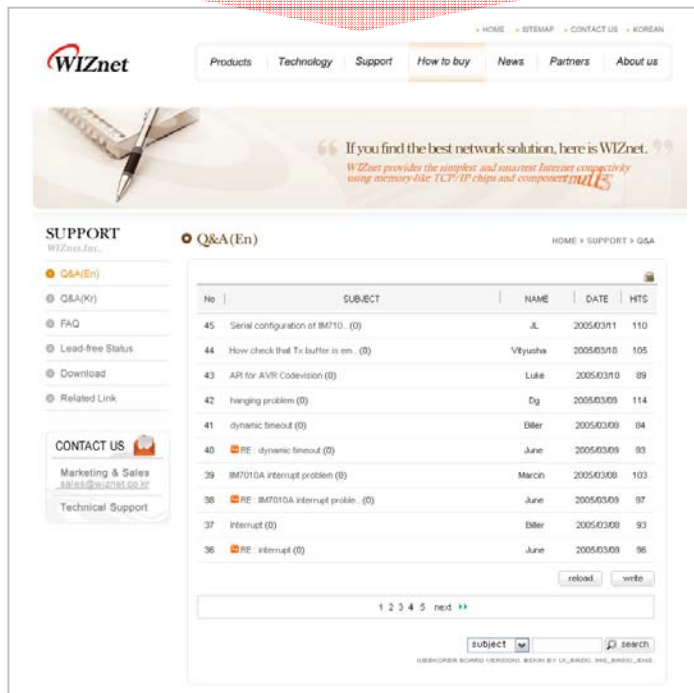 HOME SITEMAP CONTACT US KOREAN
WIZnet
Products Technology Support How to buy News Partners About us
If you find the best network solution, here is WIZnet.
WIZnet provides the simplest and smartest Internet connectivity
using memory-like TCP/IP chips and component
SUPPORT
WIZnet.Inc.
Q&A(En)
Q&A(Kr)
FAQ
Lead-free Status
Download
Related Link
CONTACT US
Marketing & Sales
sales@wiznet.co.kr
Technical Support
Q&A(En)
HOME > SUPPORT > Q&A
No SUBJECT NAME DATE HITS
45 Serial configuration of IIM710.. (0) JL 2005/03/11 110
44 How check that Tx buffer is em.. (0) Vityusha 2005/03/10 105
43 API for AVR Codevision (0) Luke 2005/03/10 89
42 hanging problem (0) Dg 2005/03/09 114
41 dynamic timeout (0) Biller 2005/03/08 84
40 RE : dynamic timeout (0) June 2005/03/09 93
39 IIM7010A interrupt problem (0) Marcin 2005/03/08 103
38 RE : IIM7010A interrupt proble.. (0) June 2005/03/09 97
37 Interrupt (0) Biller 2005/03/08 93
36 RE : interrupt (0) June 2005/03/09 96
reload write
1 2 3 4 5 next
subject search